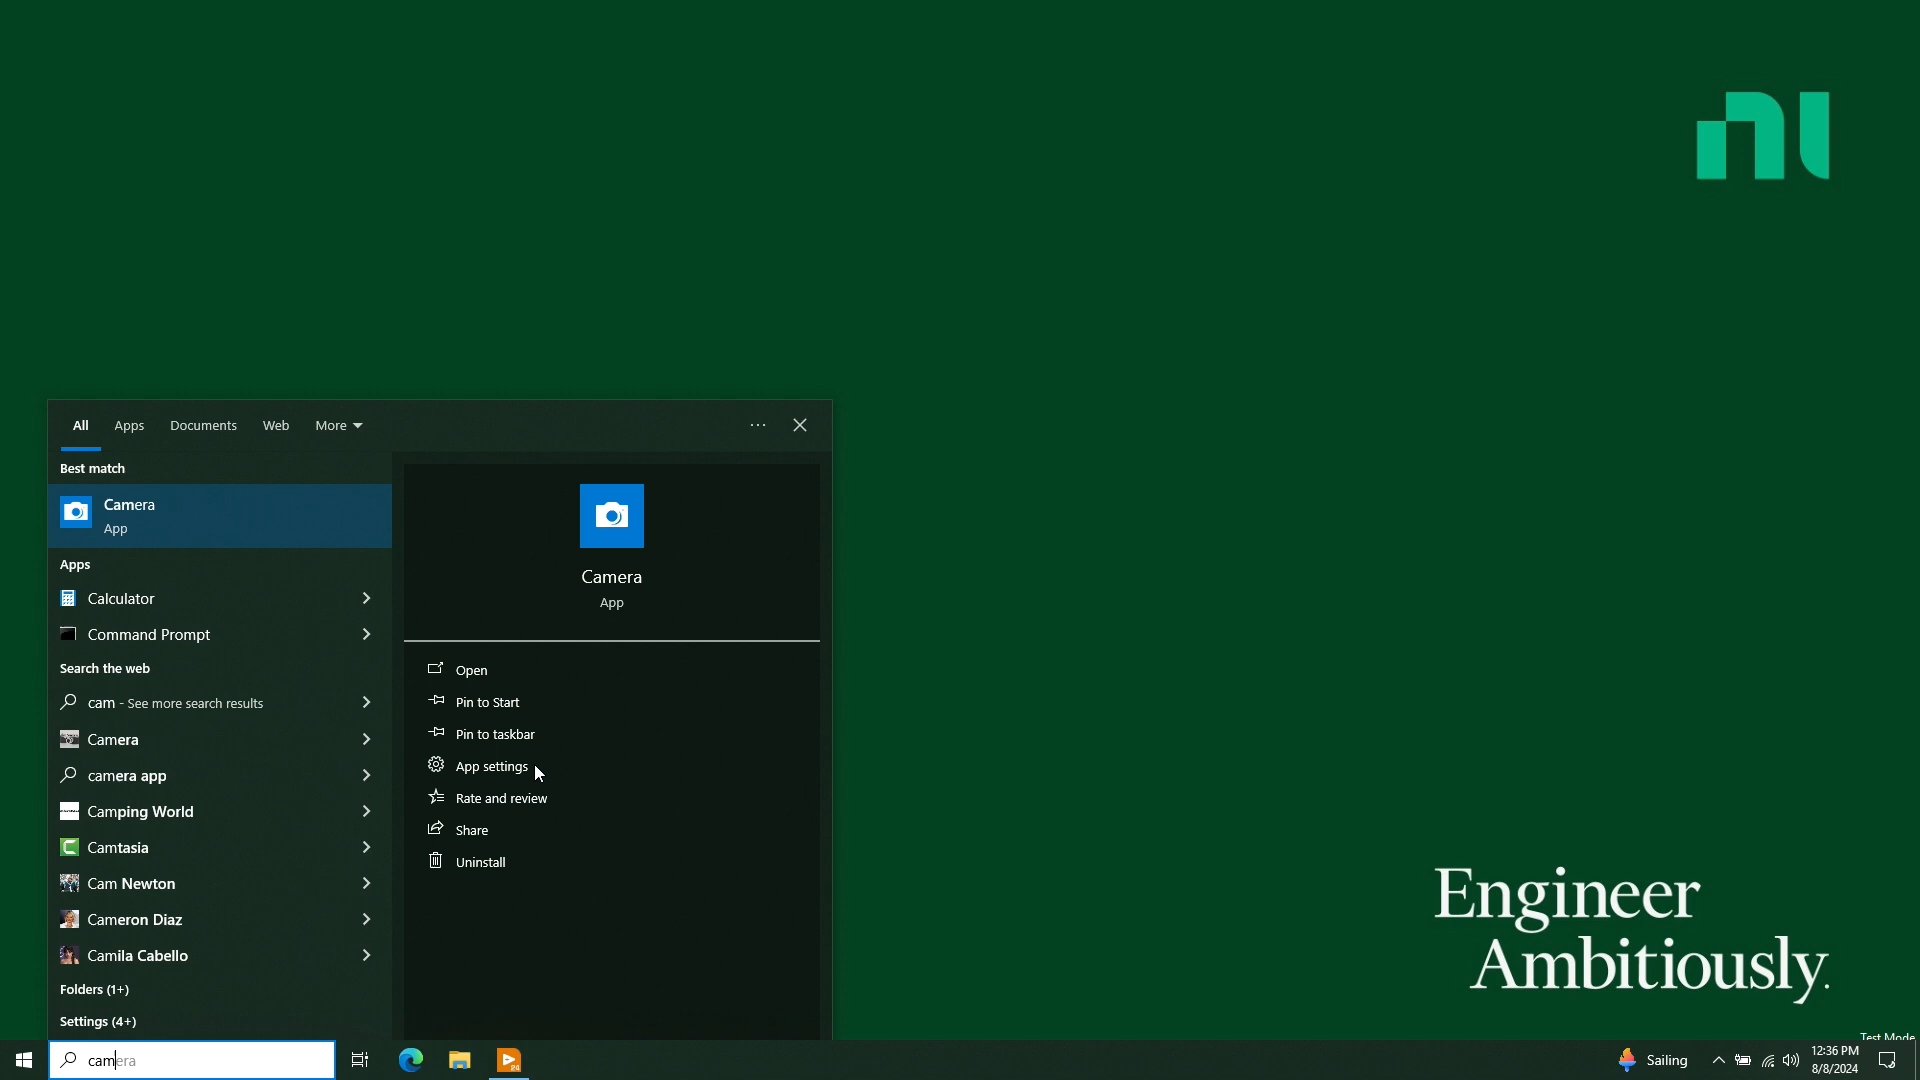 ni
All Apps Documents Web More
Best match
Camera
App
Apps
Calculator
Command Prompt
Search the web
cam - See more search results
Camera
camera app
Camping World
Camtasia
Cam Newton
Cameron Diaz
Camila Cabello
Folders (1+)
Settings (4+)
Camera
App
Open
Pin to Start
Pin to taskbar
App settings
Rate and review
Share
Uninstall
Engineer
Ambitiously.
Test Mode
camera
24
Sailing
12:36 PM
8/8/2024